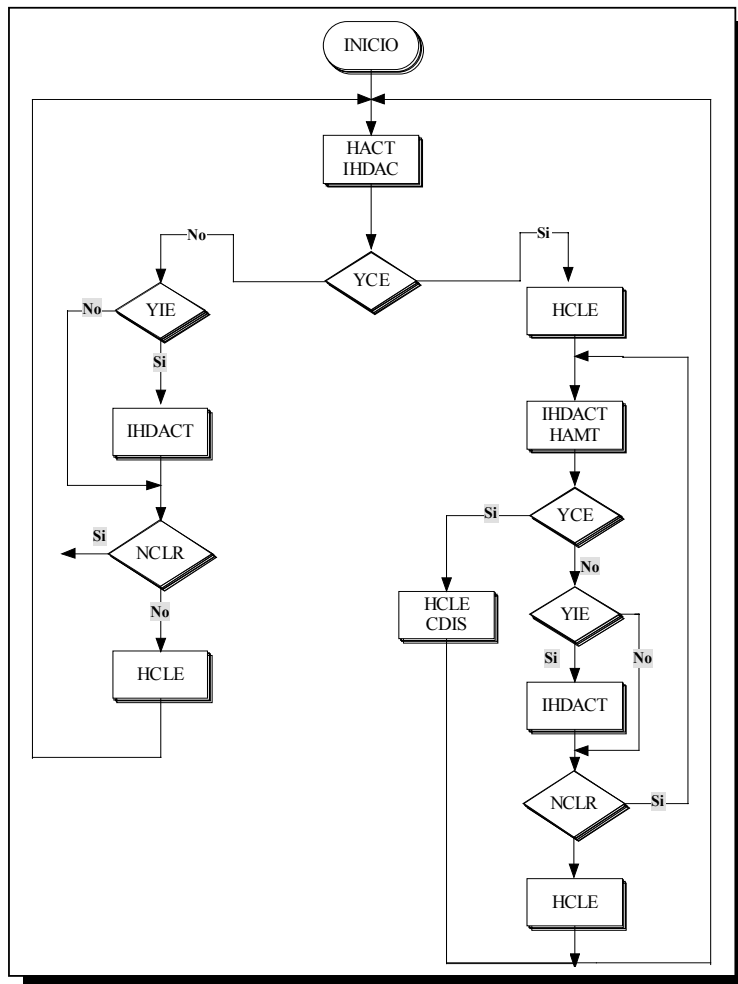 INICIO
HACT
IHDAC
YCE
No
YIE
No
Si
IHDACT
NCLR
Si
No
HCLE
Si
HCLE
IHDACT
HAMT
YCE
Si
HCLE
CDIS
No
YIE
Si
No
IHDACT
NCLR
Si
HCLE